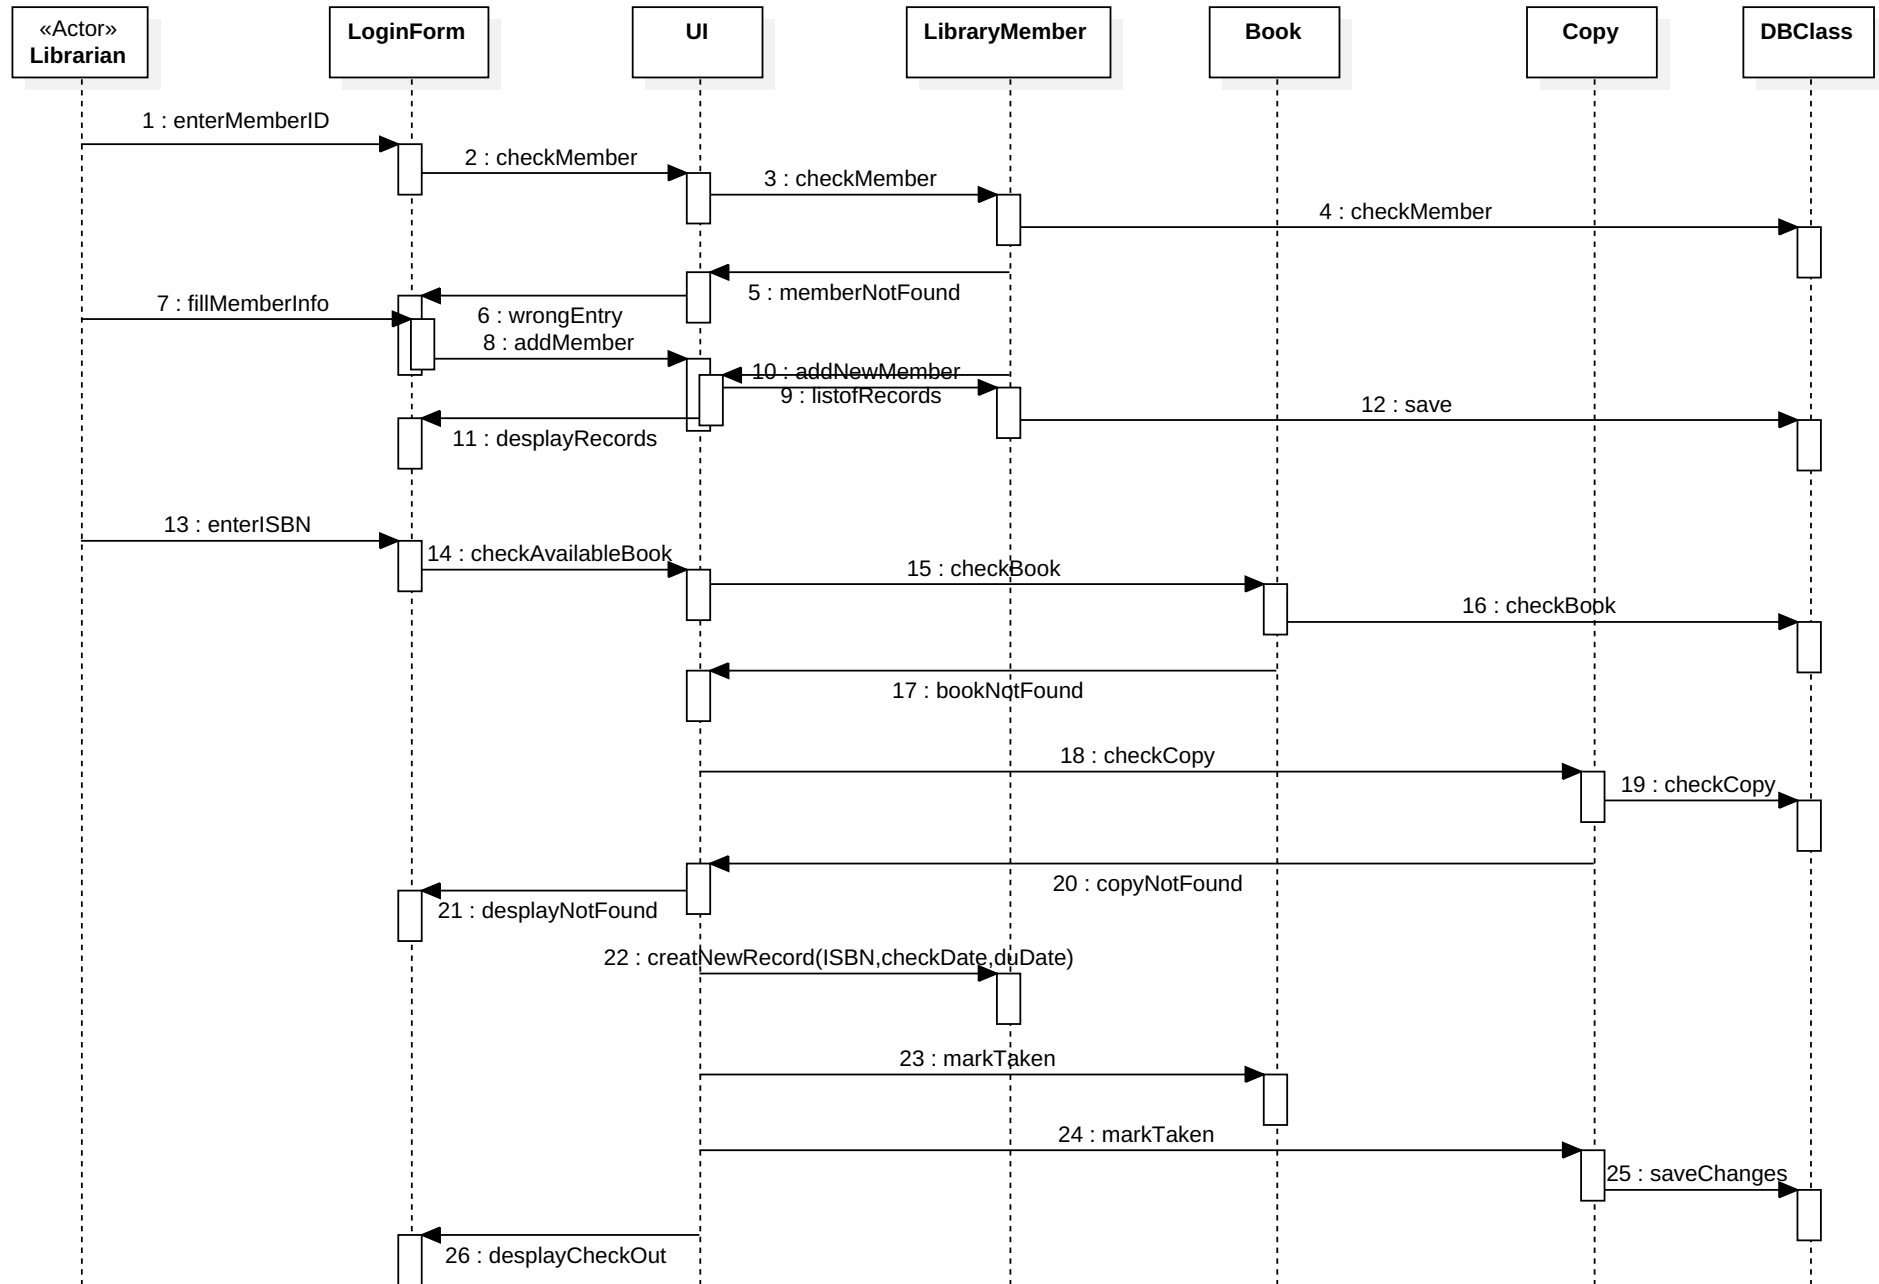 «Actor»
Librarian
LoginForm
UI
LibraryMember
Book
Copy
DBClass
1 : enterMemberID
2 : checkMember
3 : checkMember
4 : checkMember
5 : memberNotFound
7 : fillMemberInfo
6 : wrongEntry
8 : addMember
10 : addNewMember
9 : listofRecords
12 : save
11 : desplayRecords
13 : enterISBN
14 : checkAvailableBook
15 : checkBook
16 : checkBook
17 : bookNotFound
18 : checkCopy
19 : checkCopy
20 : copyNotFound
21 : desplayNotFound
22 : creatNewRecord(ISBN,checkDate,duDate)
23 : markTaken
24 : markTaken
25 : saveChanges
26 : desplayCheckOut